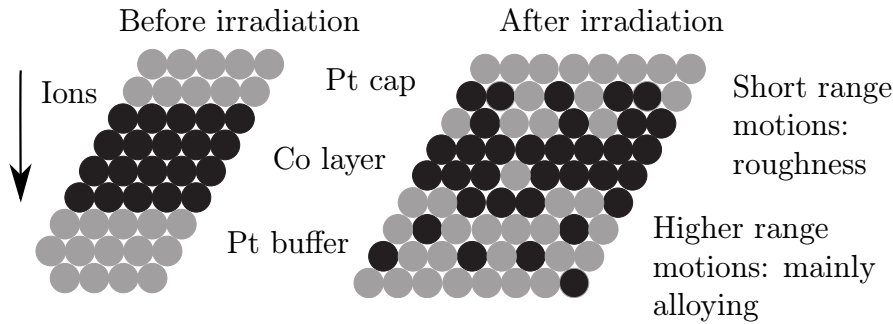 Before irradiation
After irradiation
Ions
Pt cap
Co layer
Pt buffer
Short range
motions:
roughness
Higher range
motions: mainly
alloying